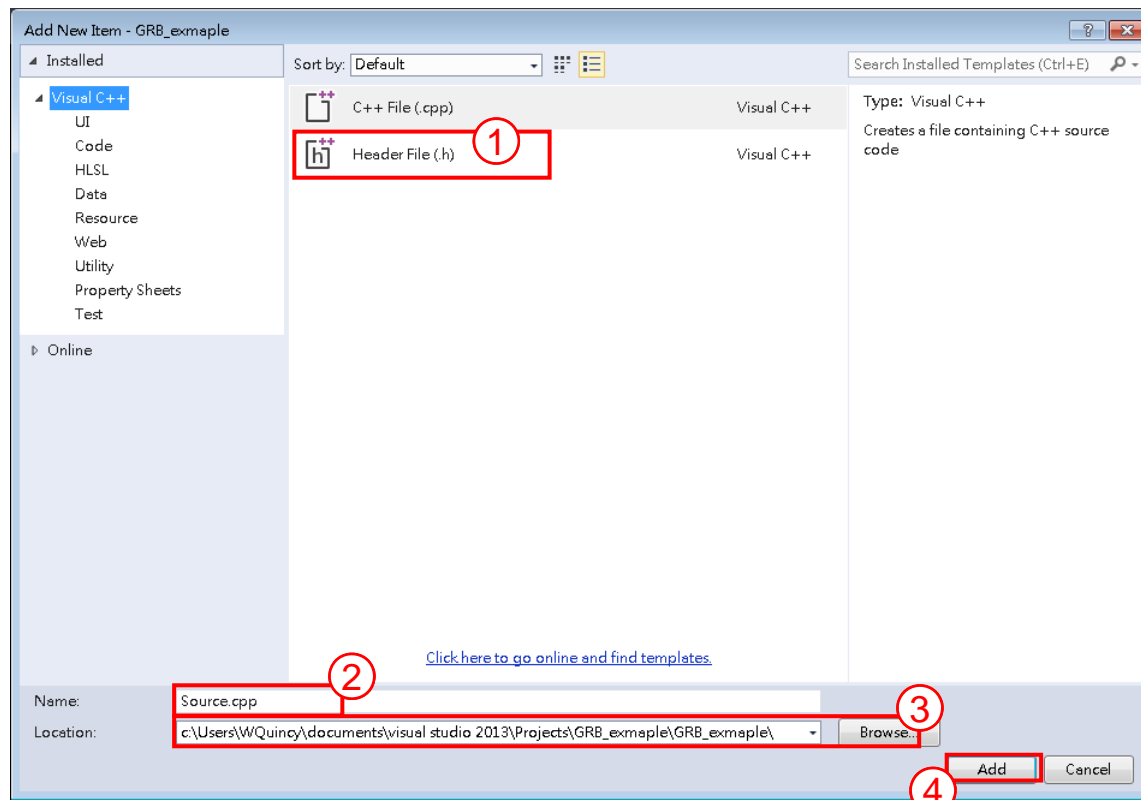 Add New Item - GRB_exmaple
Installed
Sort by: Default
Search Installed Templates (Ctrl+E)
Visual C++
UI
Code
HLSL
Data
Resource
Web
Utility
Property Sheets
Test
Online
C++ File (.cpp) Visual C++
Header File (.h) Visual C++
1
Type: Visual C++
Creates a file containing C++ source
code
Click here to go online and find templates.
2
Name: Source.cpp
3
Location: c:\Users\WQuincy\documents\visual studio 2013\Projects\GRB_exmaple\GRB_exmaple\ Browse...
Add Cancel
4